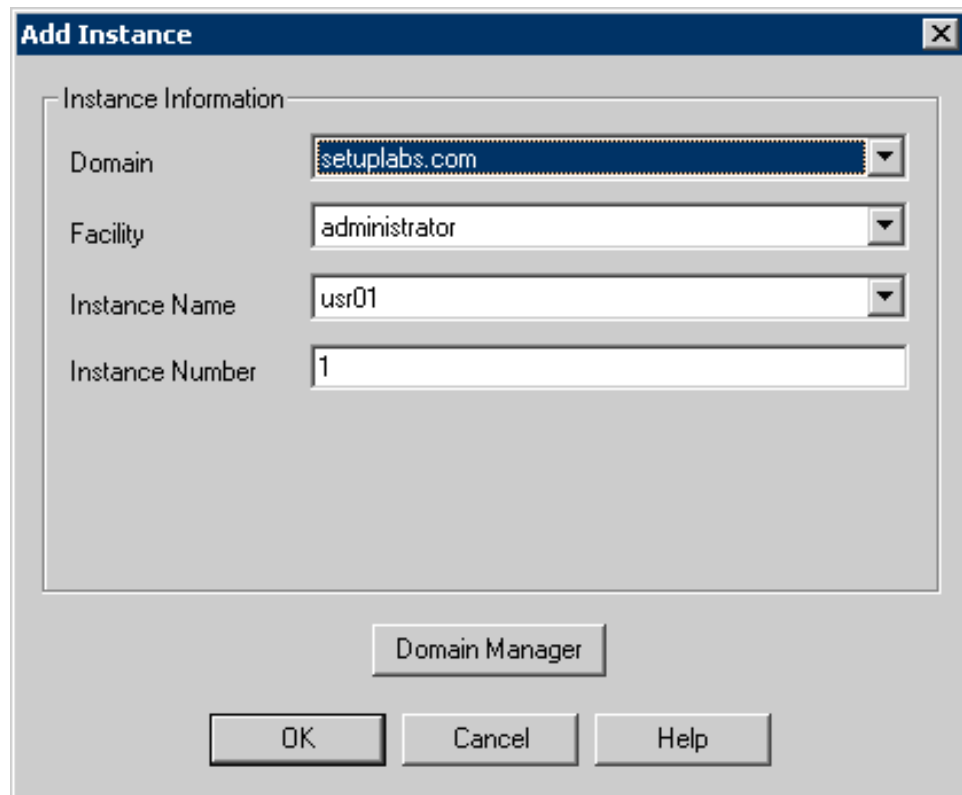 Add Instance
Instance Information
Domain setuplabs.com
Facility administrator
Instance Name usr01
Instance Number 1
Domain Manager
OK Cancel Help